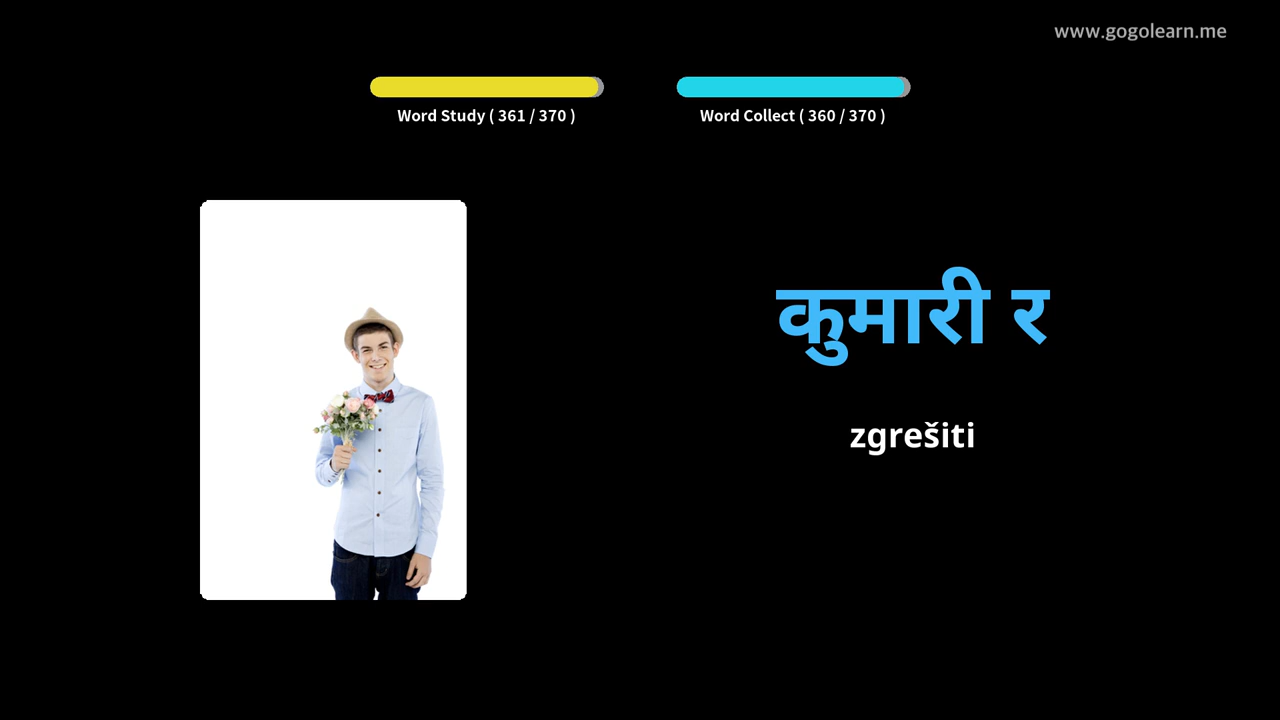 www.gogolearn.me
Word Study ( 361 / 370 )
Word Collect ( 360 / 370 )
कुमारी र
zgrešiti